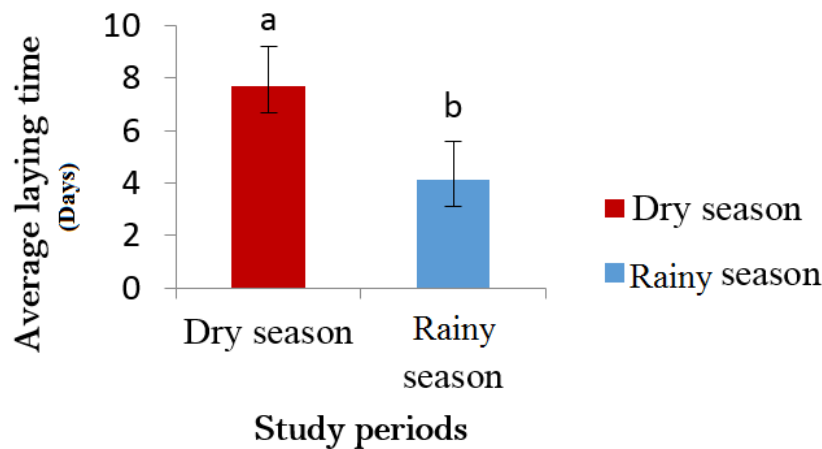 Average laying time
(Days)
10
8
6
4
2
0
a
b
Dry season
Rainy
season
Study periods
Dry season
Rainy season